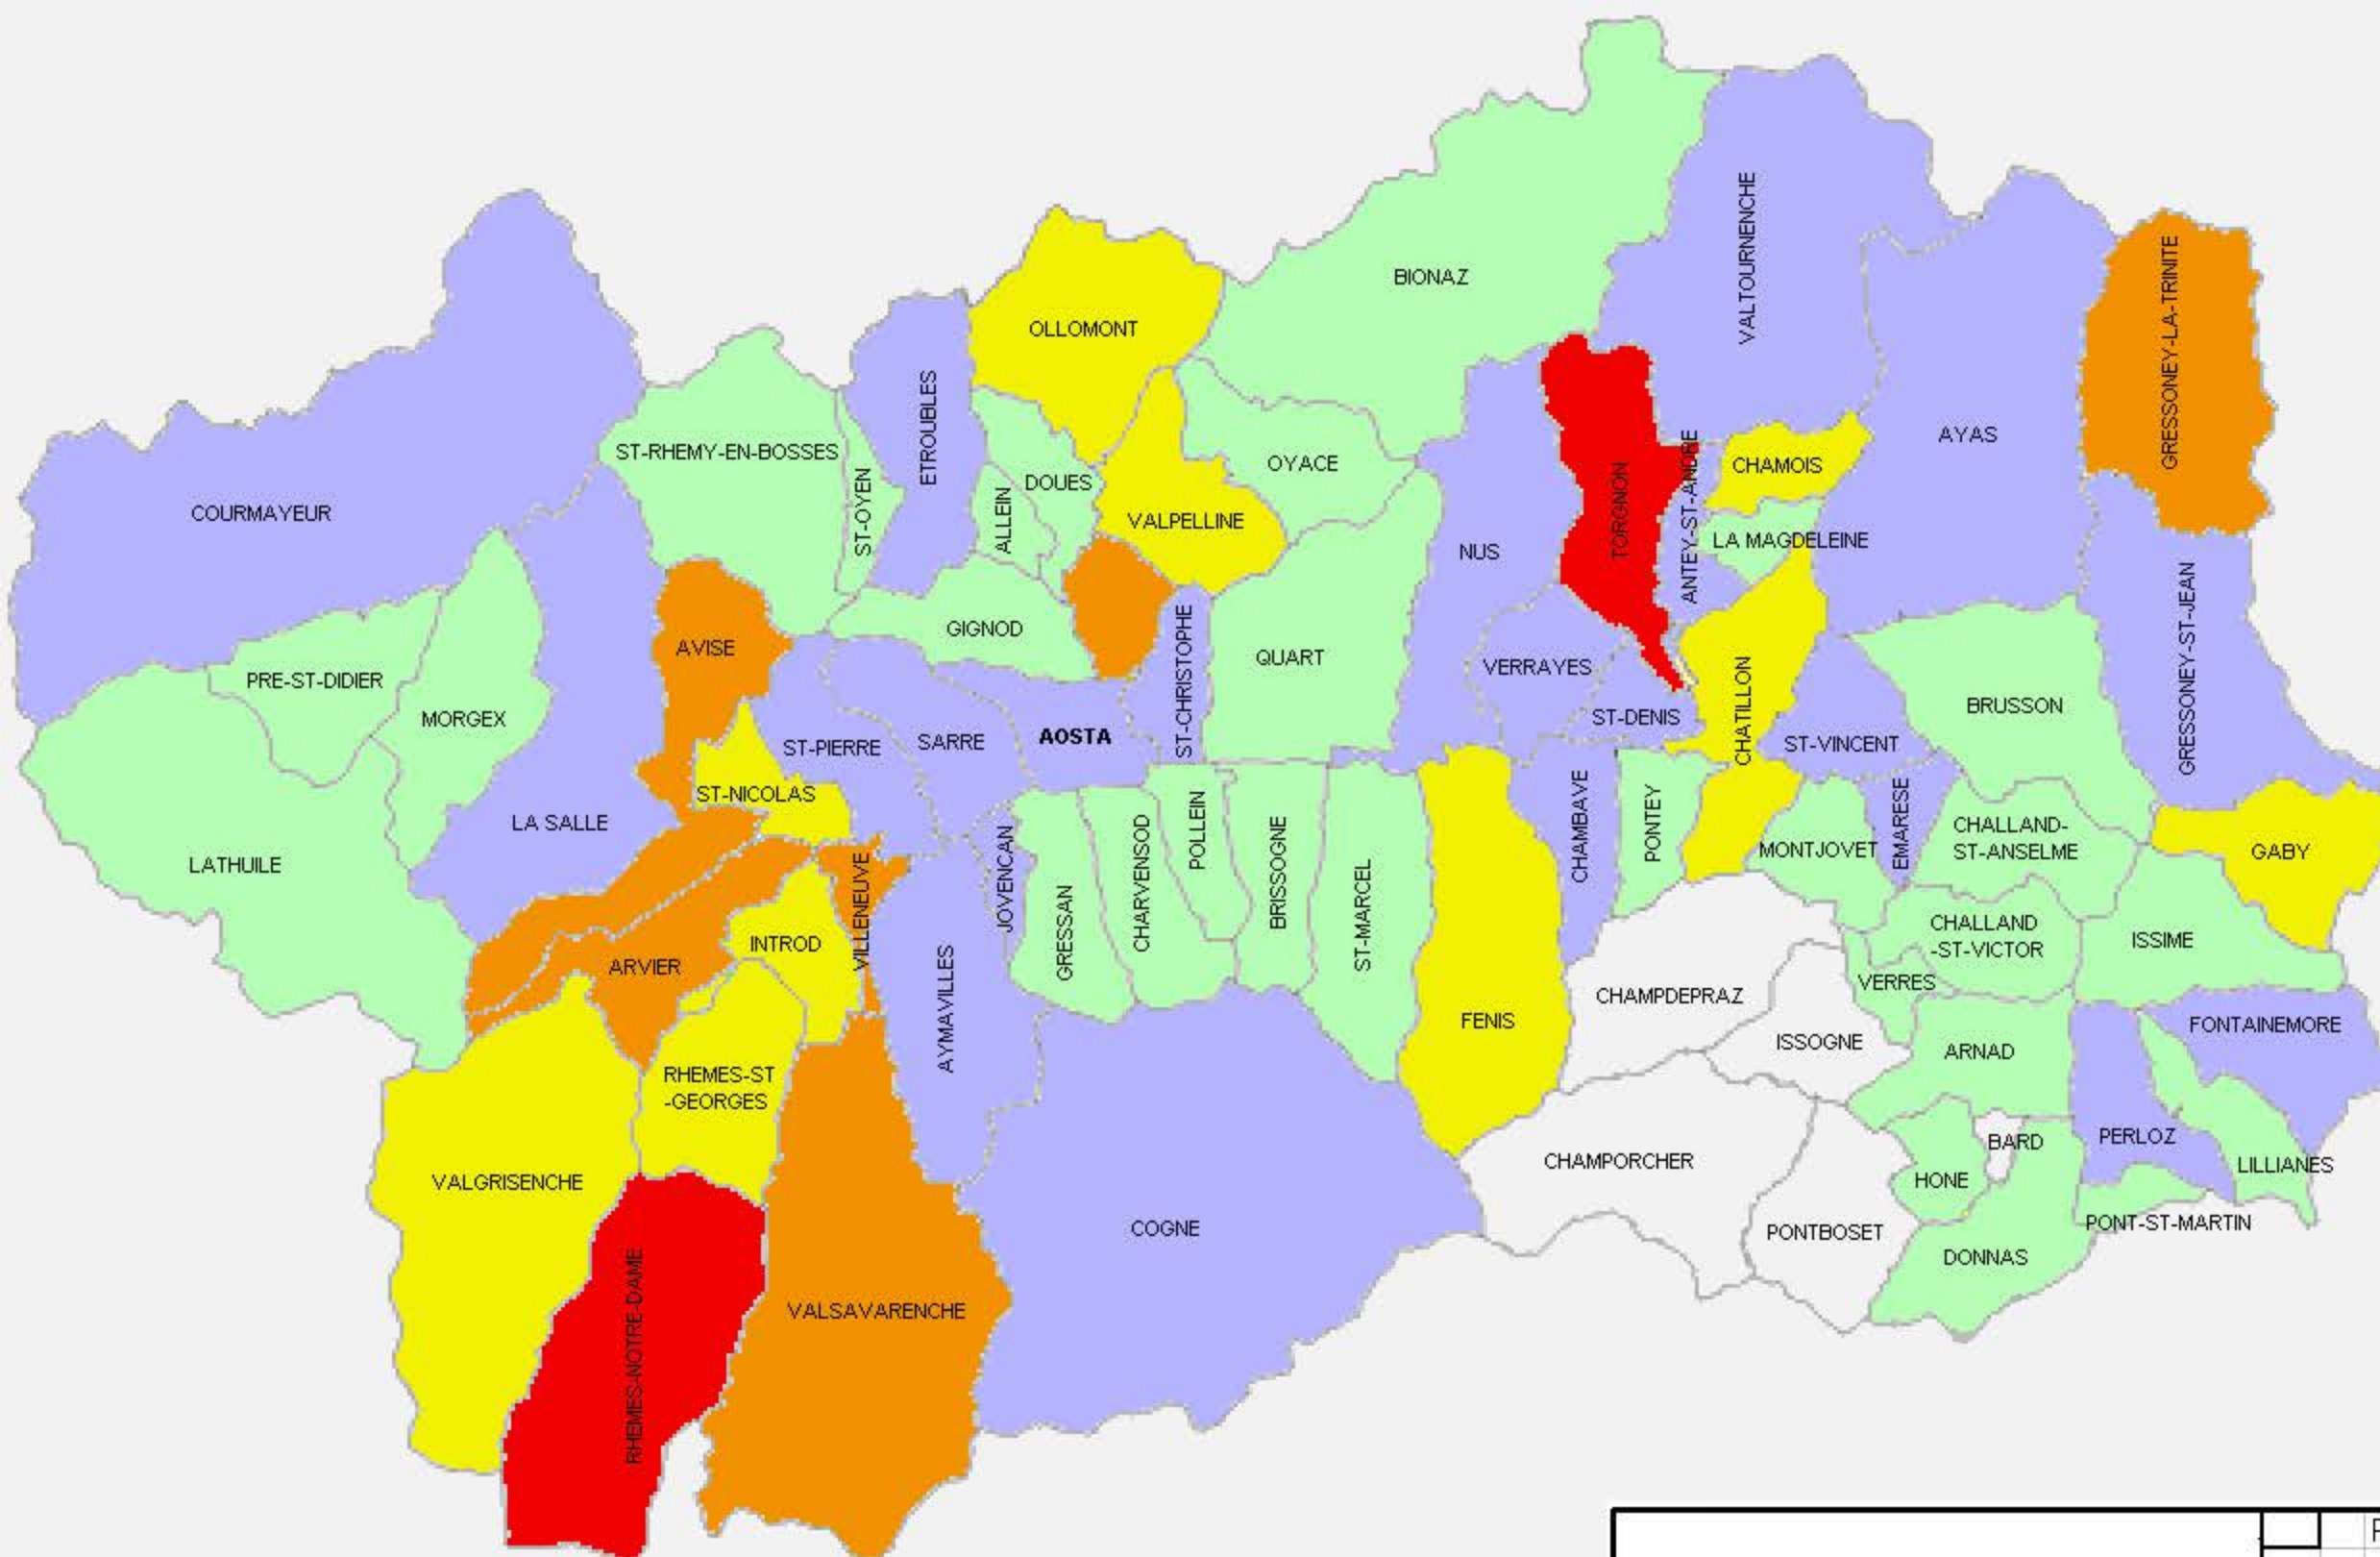 VALTOURNENCHE
GRESSONEY-LA-TRINITE
BIONAZ
OLLOMONT
ETROUBLES
AYAS
ST-RHEMY-EN-BOSSES
ST-OYEN
DOUES
ALLEIN
OYACE
CHAMOIS
ANTEY-ST-ANDRE
TORGNON
COURMAYEUR
VALPELLINE
NUS
LA MAGDELEINE
GRESSONEY-ST-JEAN
GIGNOD
AVISE
ST-CHRISTOPHE
QUART
VERRAYES
PRE-ST-DIDIER
MORGEX
ST-DENIS
CHATILLON
BRUSSON
ST-PIERRE
SARRE
AOSTA
ST-VINCENT
ST-NICOLAS
LA SALLE
CHAMBAVE
PONTEY
EMARESE
CHALLAND-
ST-ANSELME
MONTJOVET
GABY
LATHUILE
JOVENCAN
GRESSAN
CHARVENSOD
POLLEIN
BRISSOGNE
ST-MARCEL
VILLENEUVE
INTROD
ARVIER
AYMAVILLES
CHALLAND
-ST-VICTOR
ISSIME
VERRES
CHAMPDEPRAZ
FENIS
ISSOGNE
ARNAD
FONTAINEMORE
RHEMES-ST
-GEORGES
BARD
PERLOZ
LILLIANES
CHAMPORCHER
HONE
VALGRISENCHE
COGNE
PONTBOSET
PONT-ST-MARTIN
DONNAS
RHEMES-NOTRE-DAME
VALSAVARENCHE